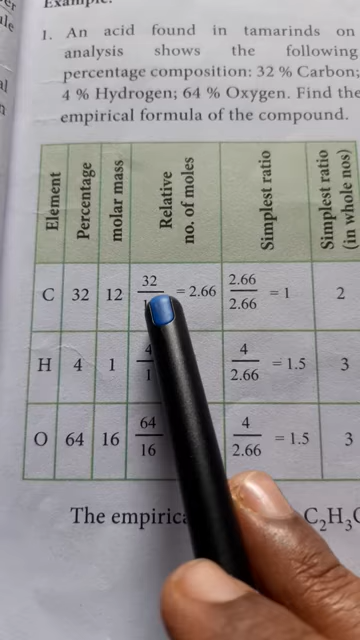 Example:
1. An acid found in tamarinds on
analysis shows the following
percentage composition: 32 % Carbon;
4 % Hydrogen; 64 % Oxygen. Find the
empirical formula of the compound.
Element Percentage molar mass Relative no. of moles Simplest ratio Simplest ratio (in whole nos)
C 32 12 32 = 2.66 2.66/2.66 = 1 2
H 4 1 4/1 4/2.66 = 1.5 3
O 64 16 64/16 4/2.66 = 1.5 3
The C₂H₃